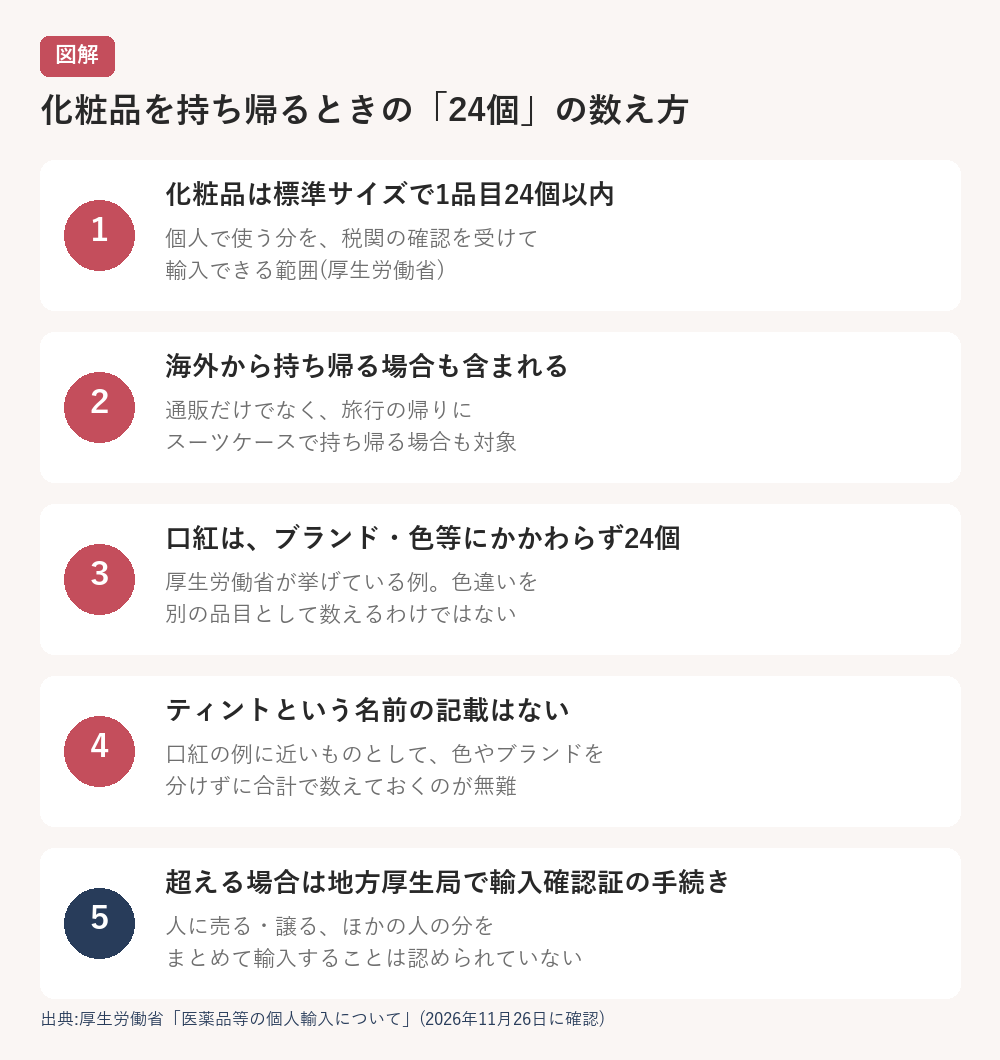 図解
化粧品を持ち帰るときの「24個」の数え方
1
化粧品は標準サイズで1品目24個以内
個人で使う分を、税関の確認を受けて
輸入できる範囲(厚生労働省)
2
海外から持ち帰る場合も含まれる
通販だけでなく、旅行の帰りに
スーツケースで持ち帰る場合も対象
3
口紅は、ブランド・色等にかかわらず24個
厚生労働省が挙げている例。色違いを
別の品目として数えるわけではない
4
ティントという名前の記載はない
口紅の例に近いものとして、色やブランドを
分けずに合計で数えておくのが無難
5
超える場合は地方厚生局で輸入確認証の手続き
人に売る・譲る、ほかの人の分を
まとめて輸入することは認められていない
出典:厚生労働省「医薬品等の個人輸入について」(2026年11月26日に確認)